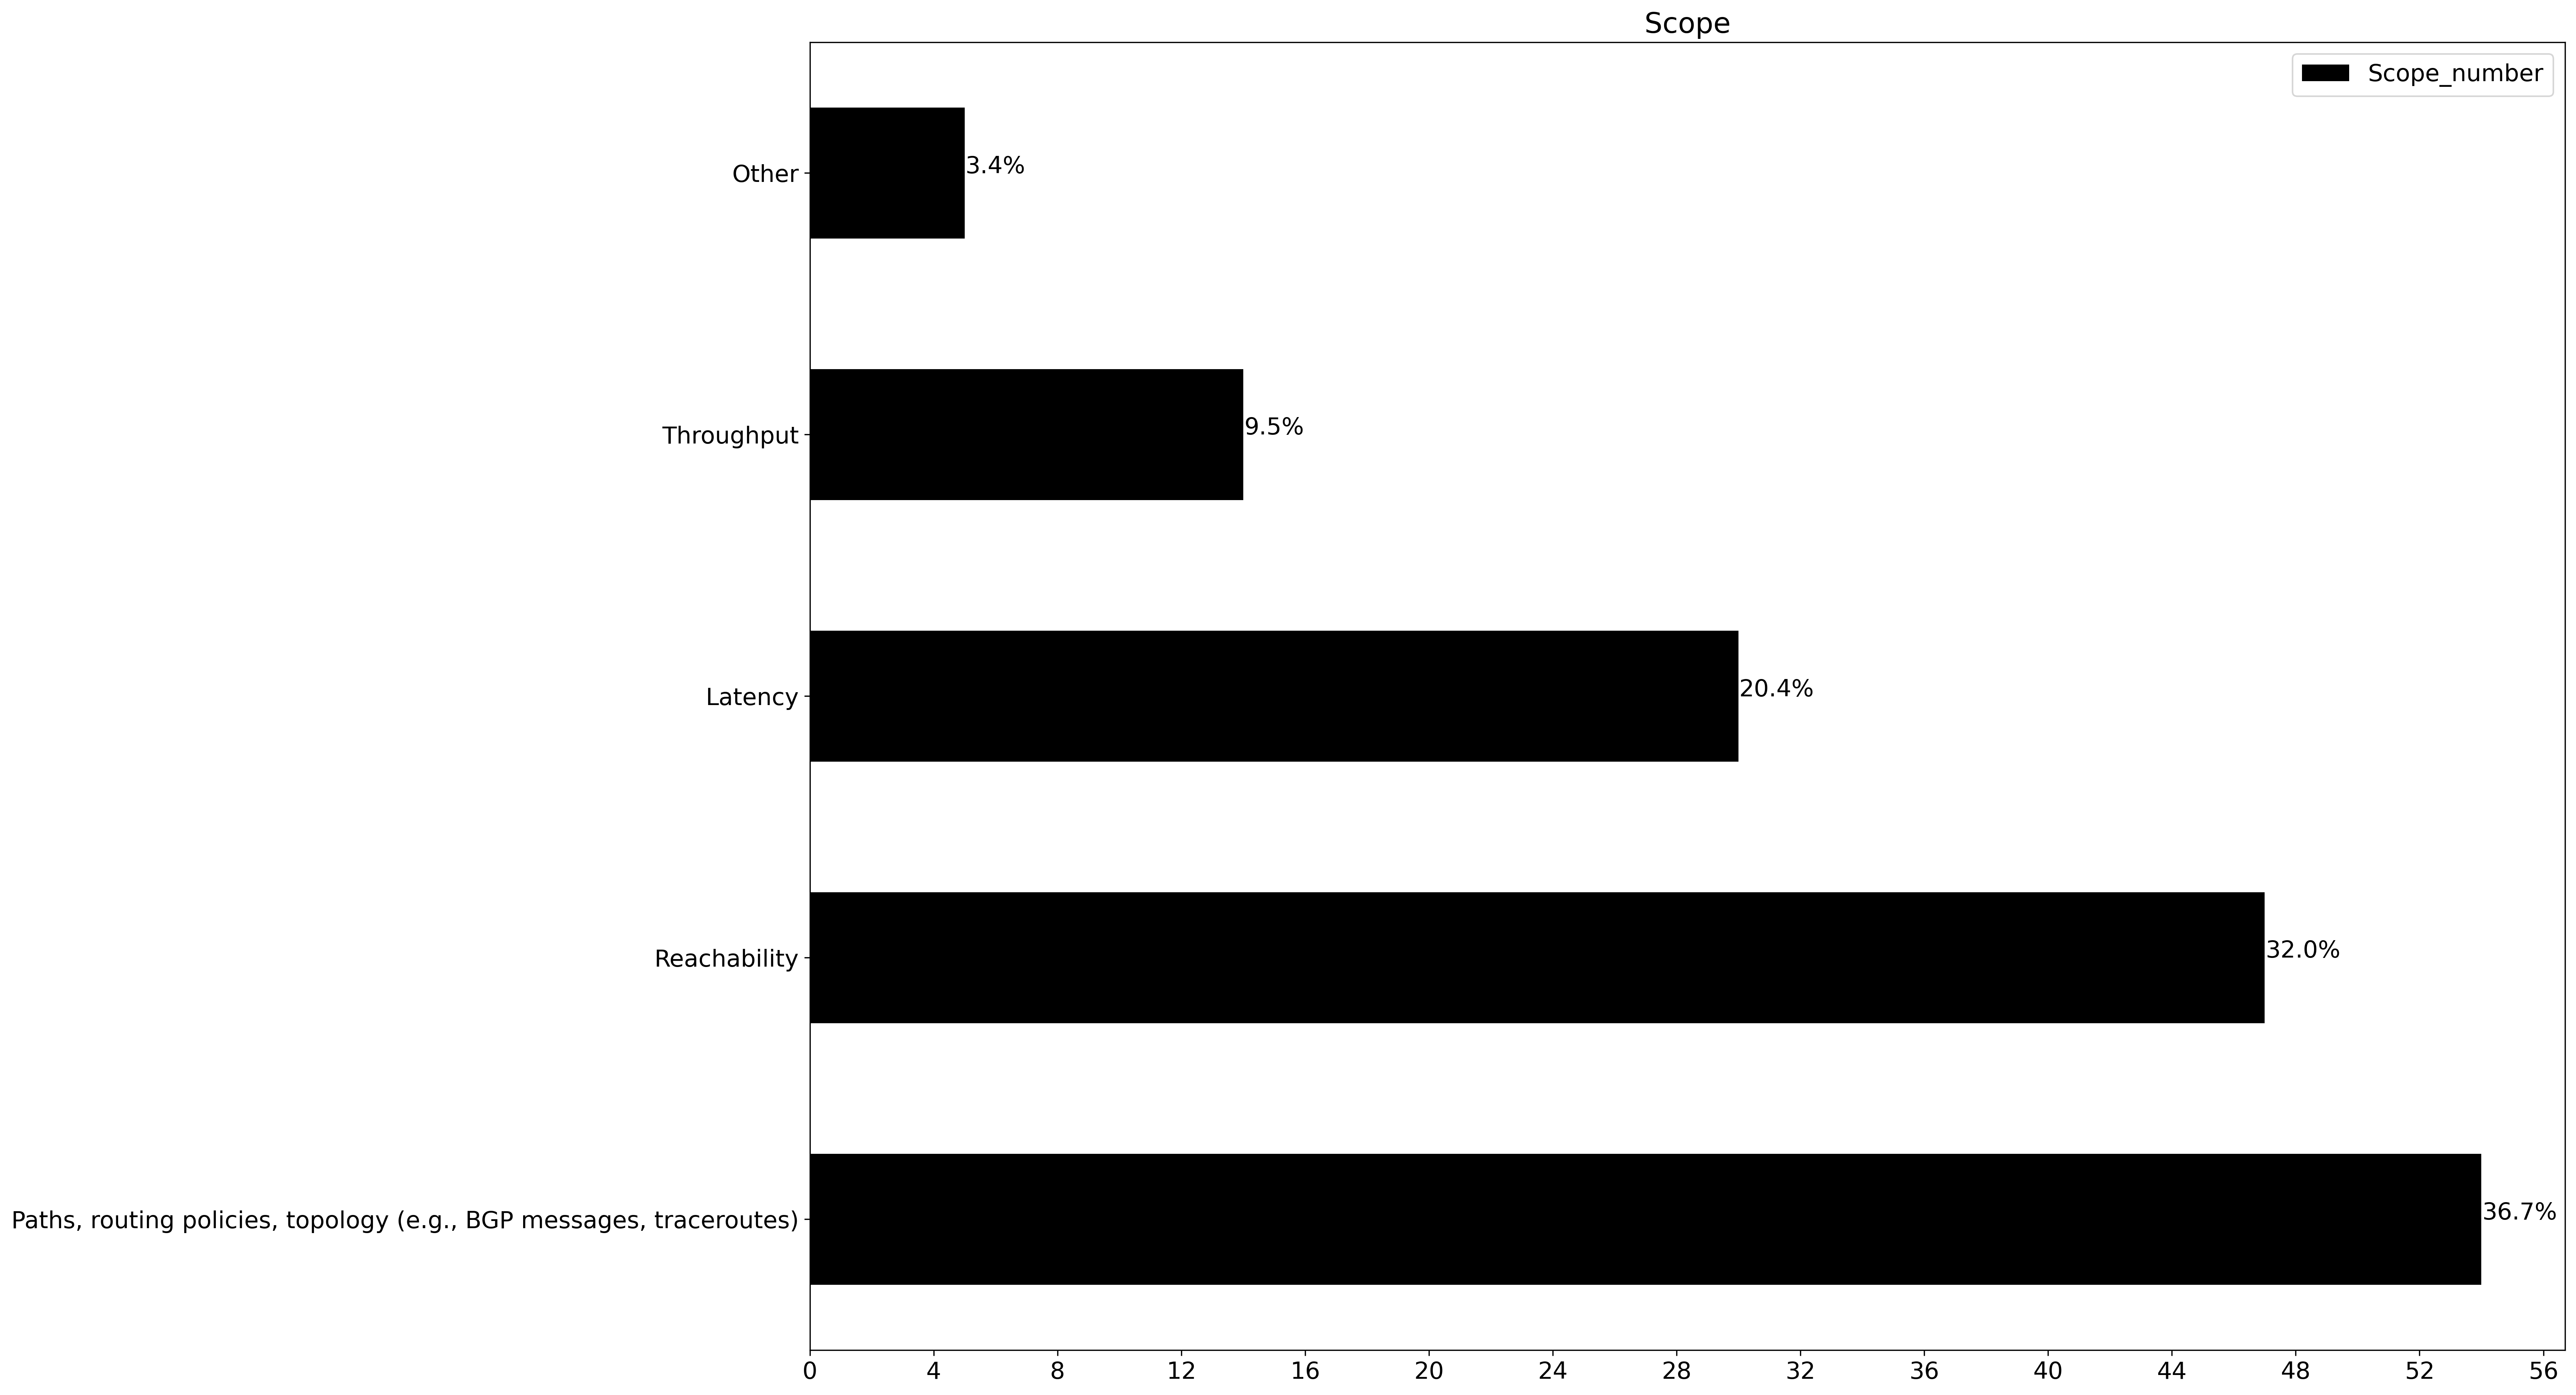 Scope
Scope_number
Other
3.4%
Throughput
9.5%
Latency
20.4%
Reachability
32.0%
Paths, routing policies, topology (e.g., BGP messages, traceroutes)
36.7%
0 4 8 12 16 20 24 28 32 36 40 44 48 52 56